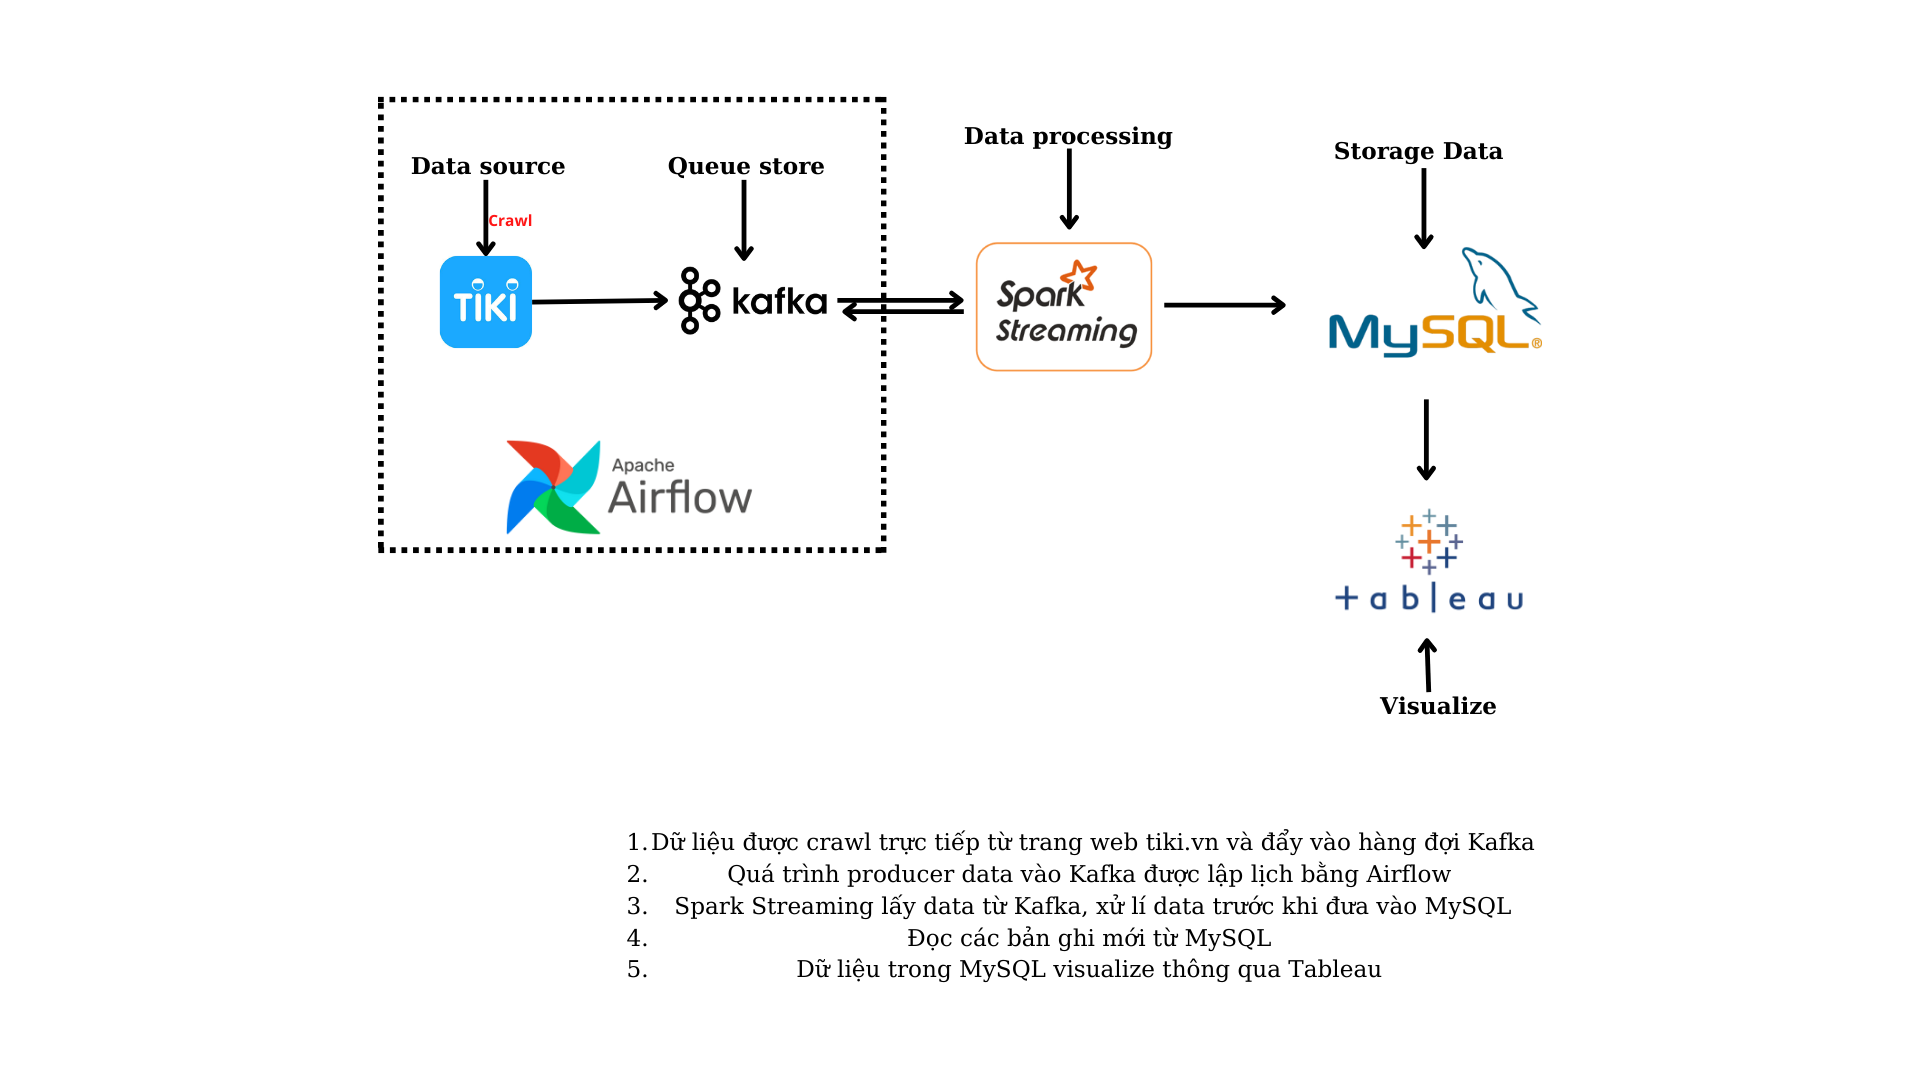 Data source
Queue store
Data processing
Storage Data
Crawl
TIKI
kafka
Spark
Streaming
MySQL®
Apache
Airflow
+ableau
Visualize
1. Dữ liệu được crawl trực tiếp từ trang web tiki.vn và đẩy vào hàng đợi Kafka
2. Quá trình producer data vào Kafka được lập lịch bằng Airflow
3. Spark Streaming lấy data từ Kafka, xử lí data trước khi đưa vào MySQL
4. Đọc các bản ghi mới từ MySQL
5. Dữ liệu trong MySQL visualize thông qua Tableau